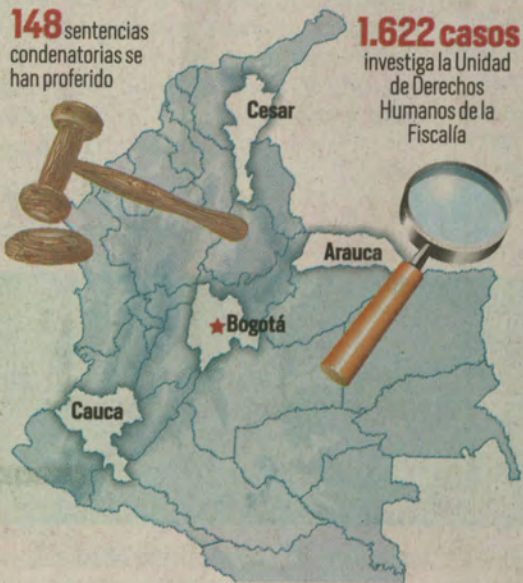 148 sentencias
condenatorias se
han proferido
1.622 casos
investiga la Unidad
de Derechos
Humanos de la
Fiscalía
Cesar
Arauca
Bogotá
Cauca